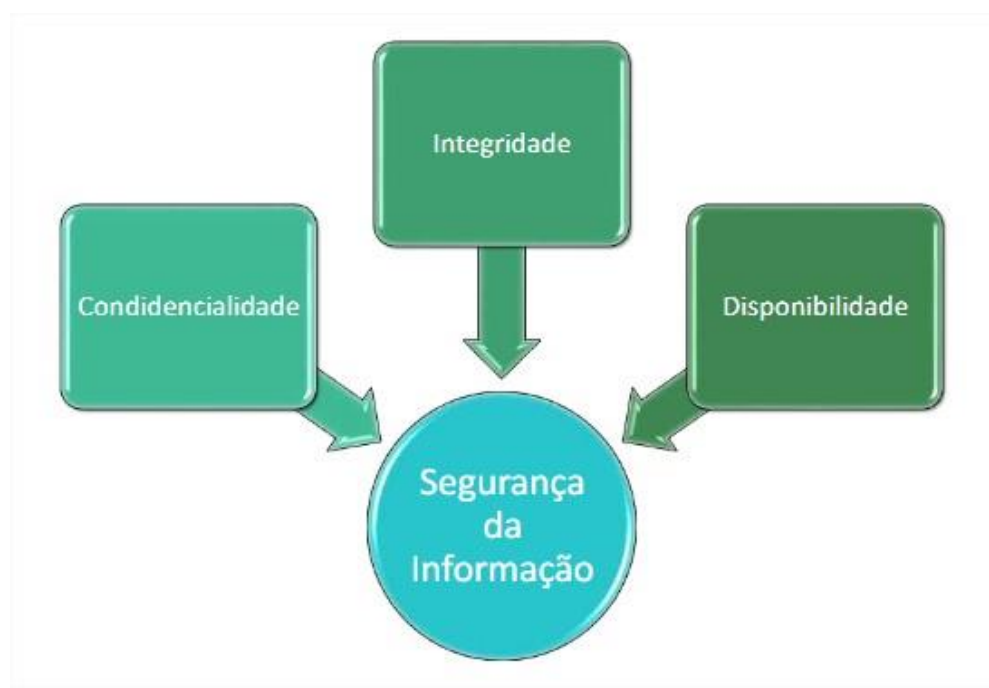 Integridade
Condidencialidade
Disponibilidade
Segurança
da
Informação